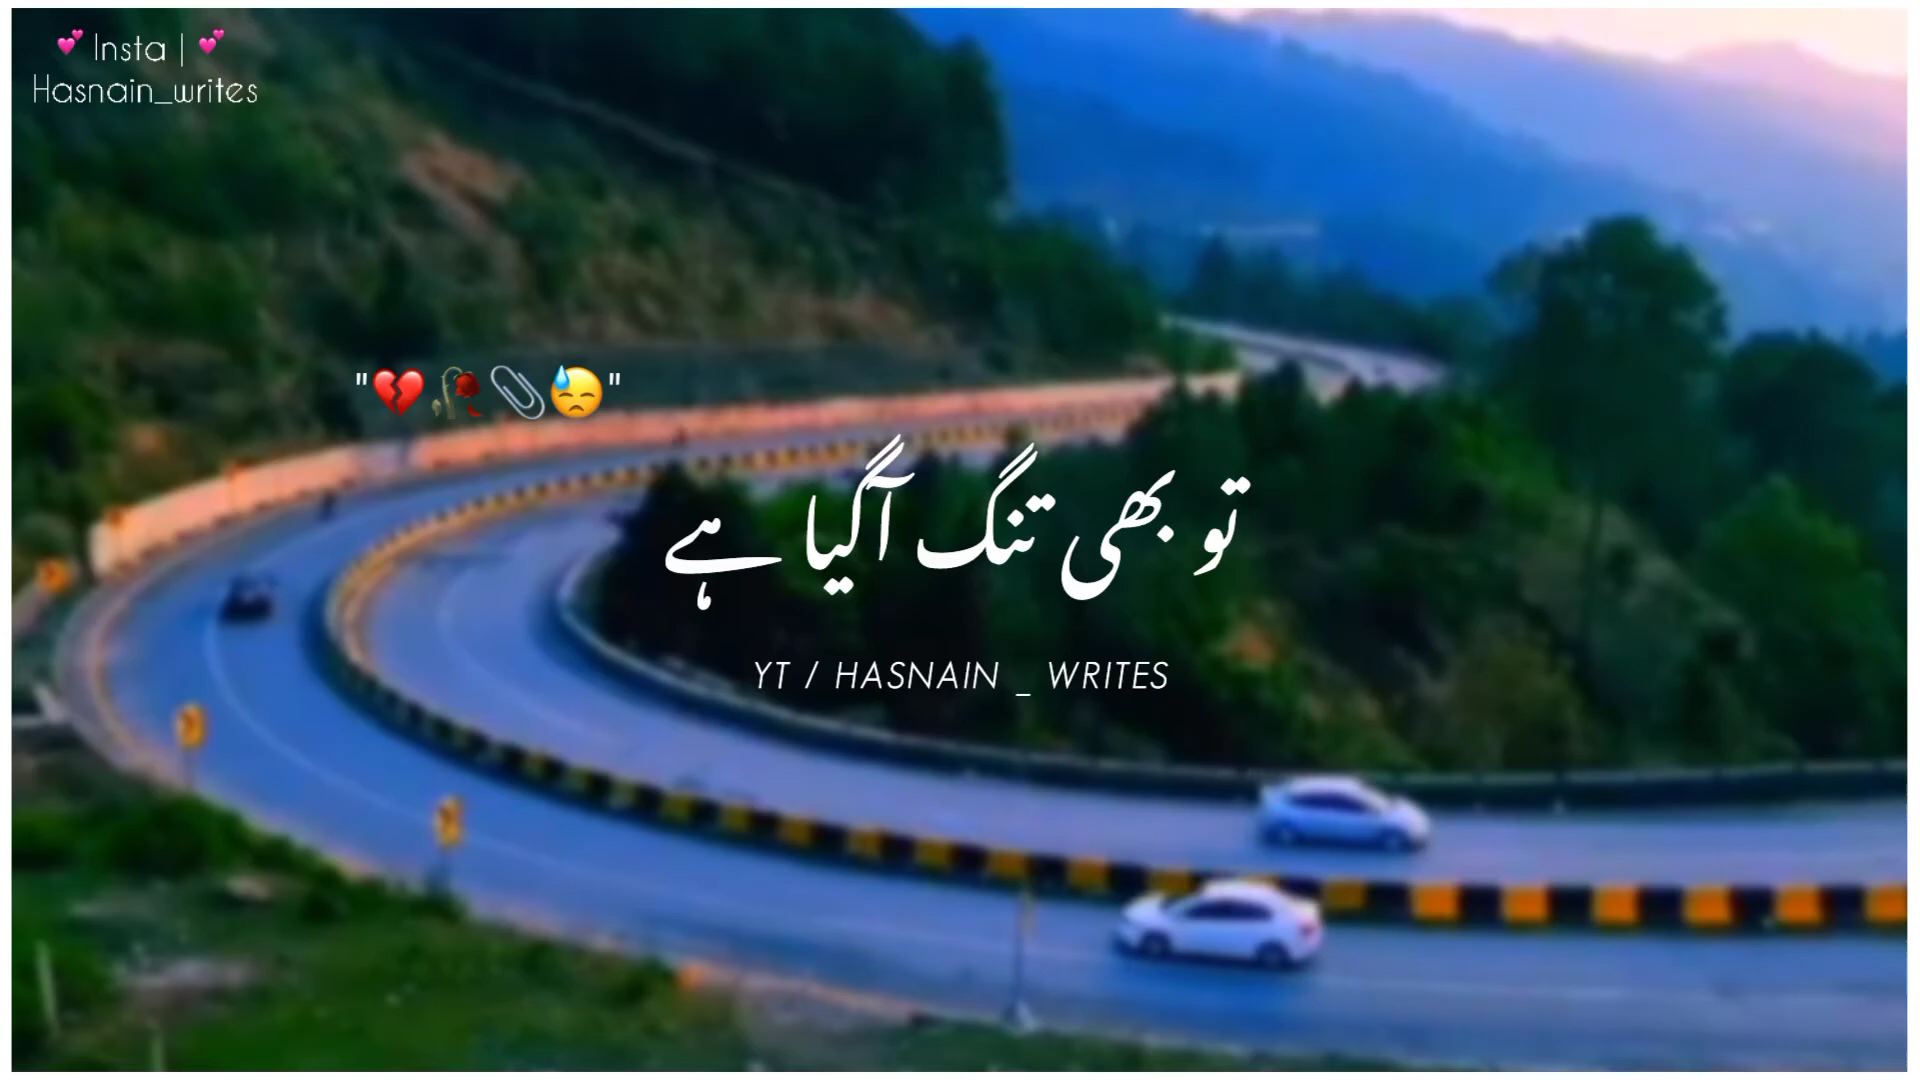 💕 Insta | 💕
Hasnain_writes
"💔🥀📎😓"
تو بھی تنگ آگیا ہے
YT / HASNAIN _ WRITES